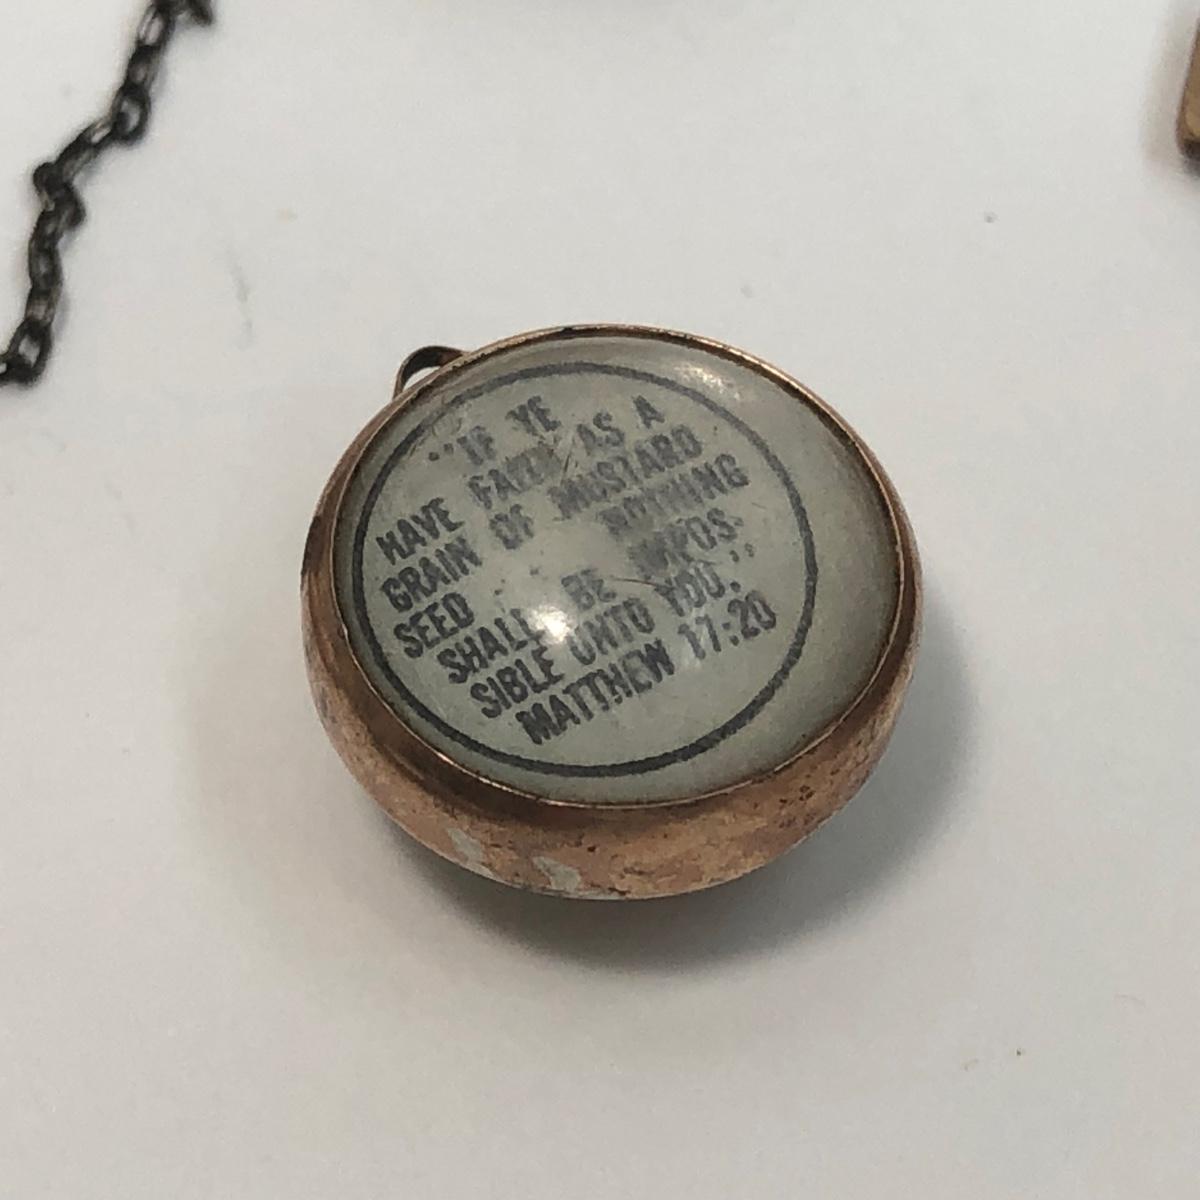 "IF YE
HAVE FAITH AS A
GRAIN OF MUSTARD
SEED NOTHING
SHALL BE IMPOS-
SIBLE UNTO YOU."
MATTHEW 17:20